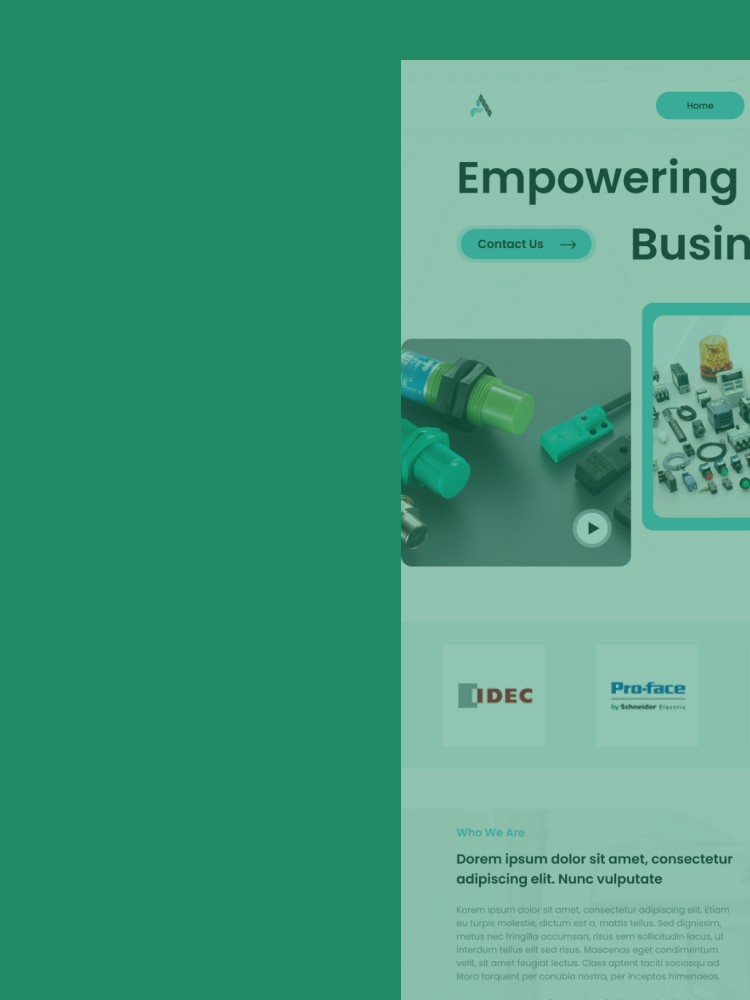 Home
Empowering
Contact Us
Busin
IDEC
Pro-face
by Schneider Electric
Who We Are
Dorem ipsum dolor sit amet, consectetur
adipiscing elit. Nunc vulputate
Korem ipsum dolor sit amet, consectetur adipiscing elit. Etiam
eu turpis molestie, dictum est a, mattis tellus. Sed dignissim,
metus nec fringilla accumsan, risus sem sollicitudin lacus, ut
interdum tellus elit sed risus. Maecenas eget condimentum
velit, sit amet feugiat lectus. Class aptent taciti sociosqu ad
litora torquent per conubia nostra, per inceptos himenaeos.